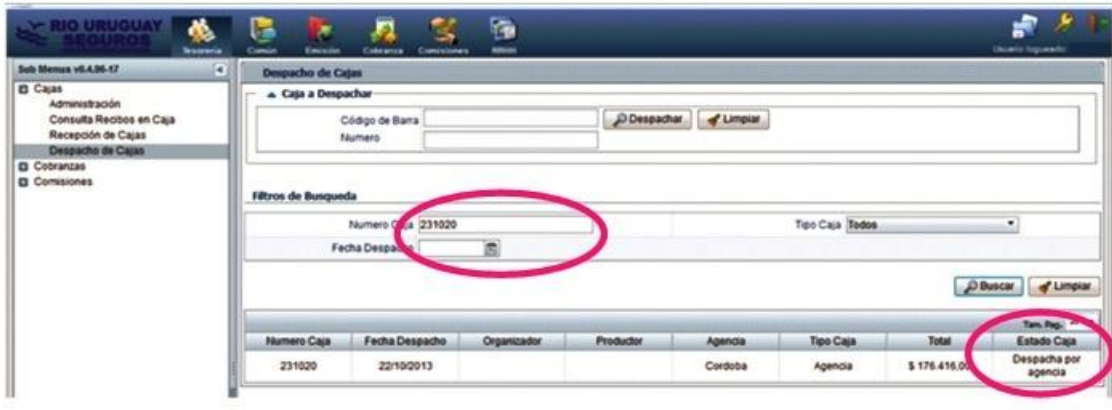 RIO URUGUAY
SEGUROS
Tesorería
Común
Emisión
Cobranza
Comisiones
Usuario logueado:
Sub Menus v6.4.06-17
Cajas
Administración
Consulta Recibos en Caja
Recepción de Cajas
Despacho de Cajas
Cobranzas
Comisiones
Despacho de Cajas
Caja a Despachar
Código de Barra
Despachar
Limpiar
Numero
Filtros de Busqueda
Numero Caja 231020
Tipo Caja Todos
Fecha Despacho
Buscar
Limpiar
Tam. Pag.
Numero Caja Fecha Despacho Organizador Productor Agencia Tipo Caja Total Estado Caja
231020 22/10/2013 Cordoba Agencia $ 176.416,00 Despacha por
agencia